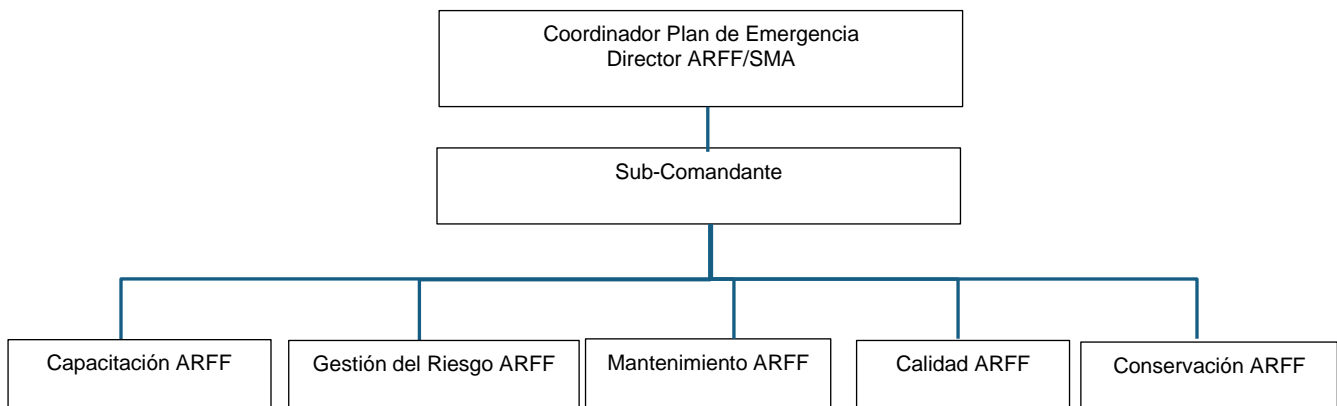 Coordinador Plan de Emergencia
Director ARFF/SMA
Sub-Comandante
Capacitación ARFF
Gestión del Riesgo ARFF
Mantenimiento ARFF
Calidad ARFF
Conservación ARFF